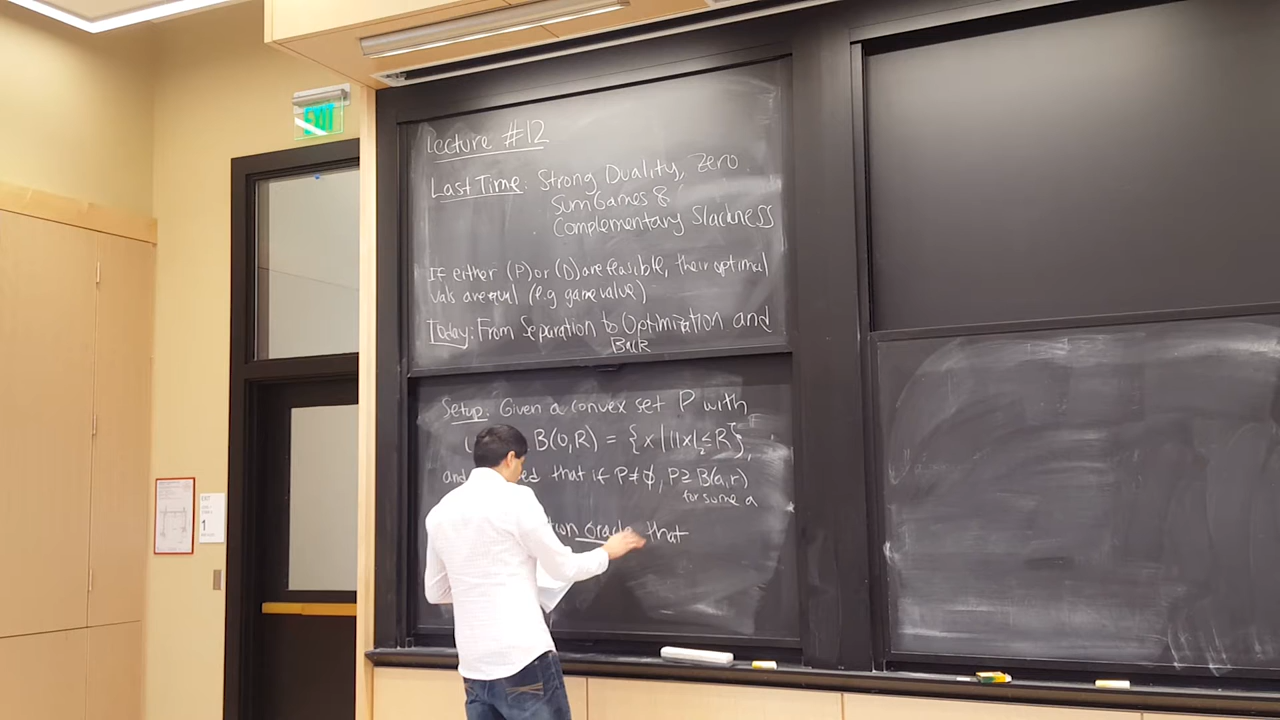 EXIT
Lecture #12
Last Time: Strong Duality, Zero
Sum Games &
Complementary Slackness
If either (P) or (D) are feasible, their optimal
vals are equal (e.g. game value)
Today: From Separation to Optimization and
Back
Setup: Given a convex set P with
B(0,R) = {x | ||x||₂ ≤ R},
and that if P ≠ ∅, P ⊇ B(a,r)
for some a
oracle that
EXIT
1